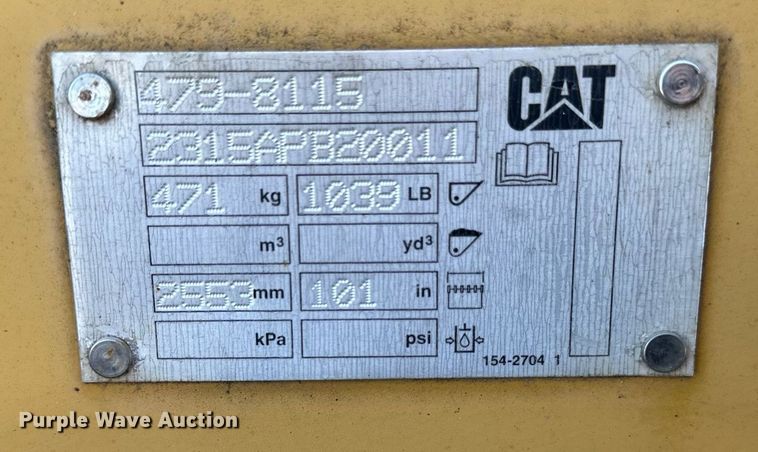 CAT
479-8115
2315APB20011
471 kg 1039 LB
m³ yd³
2553 mm 101 in
kPa psi
154-2704 1
Purple Wave Auction